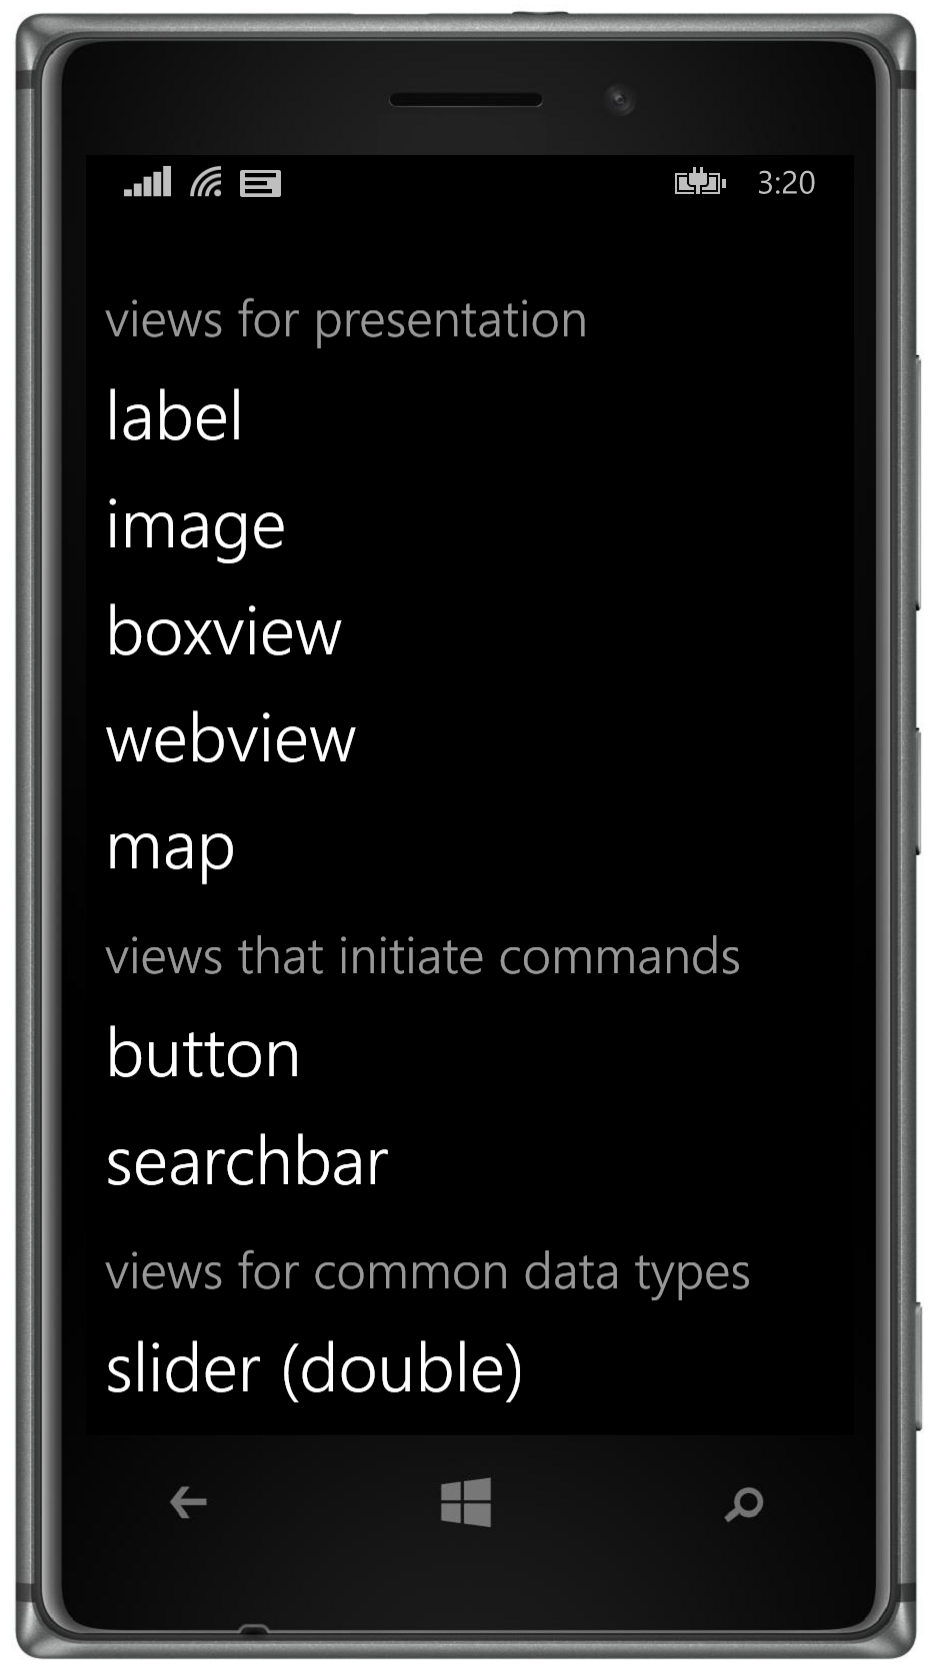 3:20
views for presentation
label
image
boxview
webview
map
views that initiate commands
button
searchbar
views for common data types
slider (double)